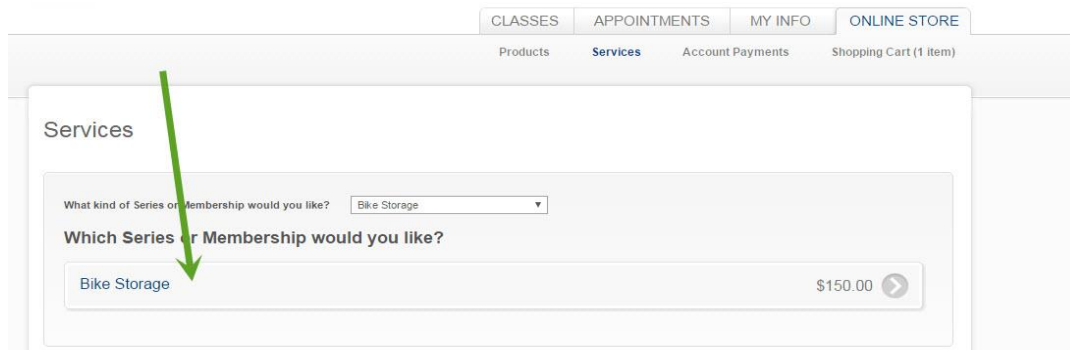 CLASSES APPOINTMENTS MY INFO ONLINE STORE
Products Services Account Payments Shopping Cart (1 item)
Services
What kind of Series or Membership would you like? Bike Storage
Which Series or Membership would you like?
Bike Storage $150.00